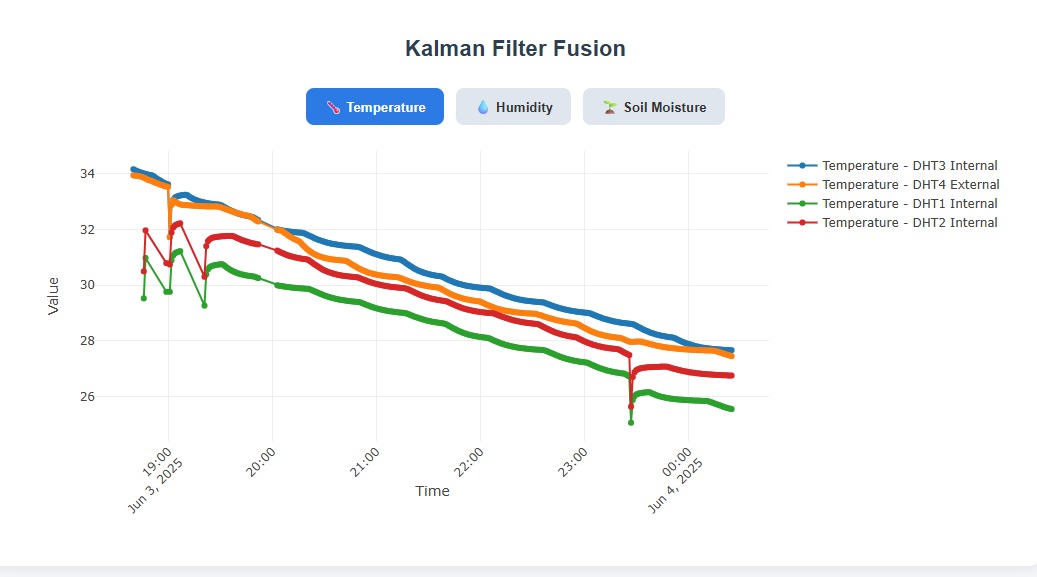 Kalman Filter Fusion
Temperature
Humidity
Soil Moisture
Temperature - DHT3 Internal
Temperature - DHT4 External
Temperature - DHT1 Internal
Temperature - DHT2 Internal
34
32
30
28
26
Value
19:00
Jun 3, 2025
20:00
21:00
22:00
23:00
00:00
Jun 4, 2025
Time